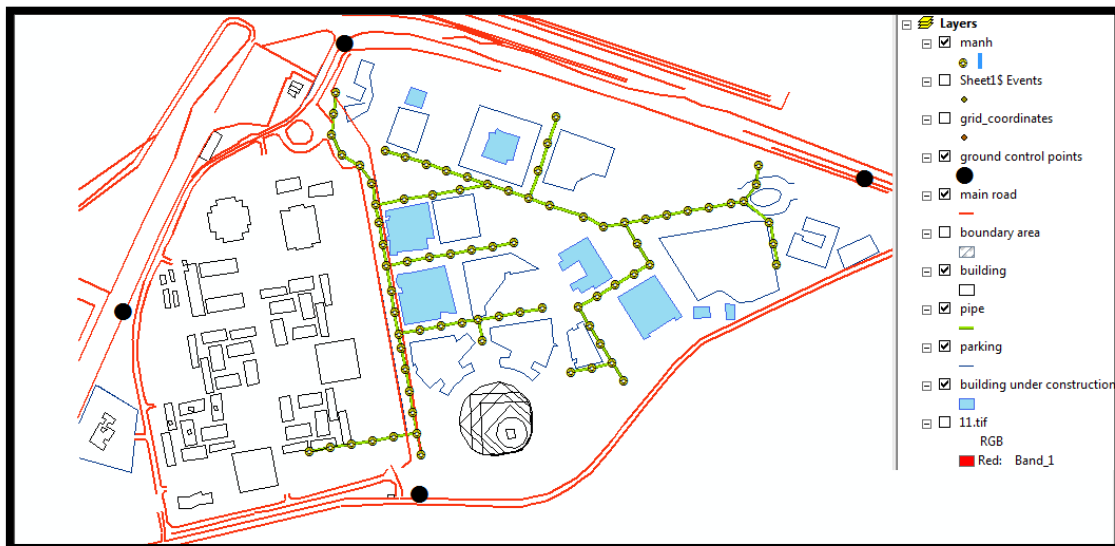 Layers
manh
Sheet1$ Events
grid_coordinates
ground control points
main road
boundary area
building
pipe
parking
building under construction
11.tif
RGB
Red: Band_1